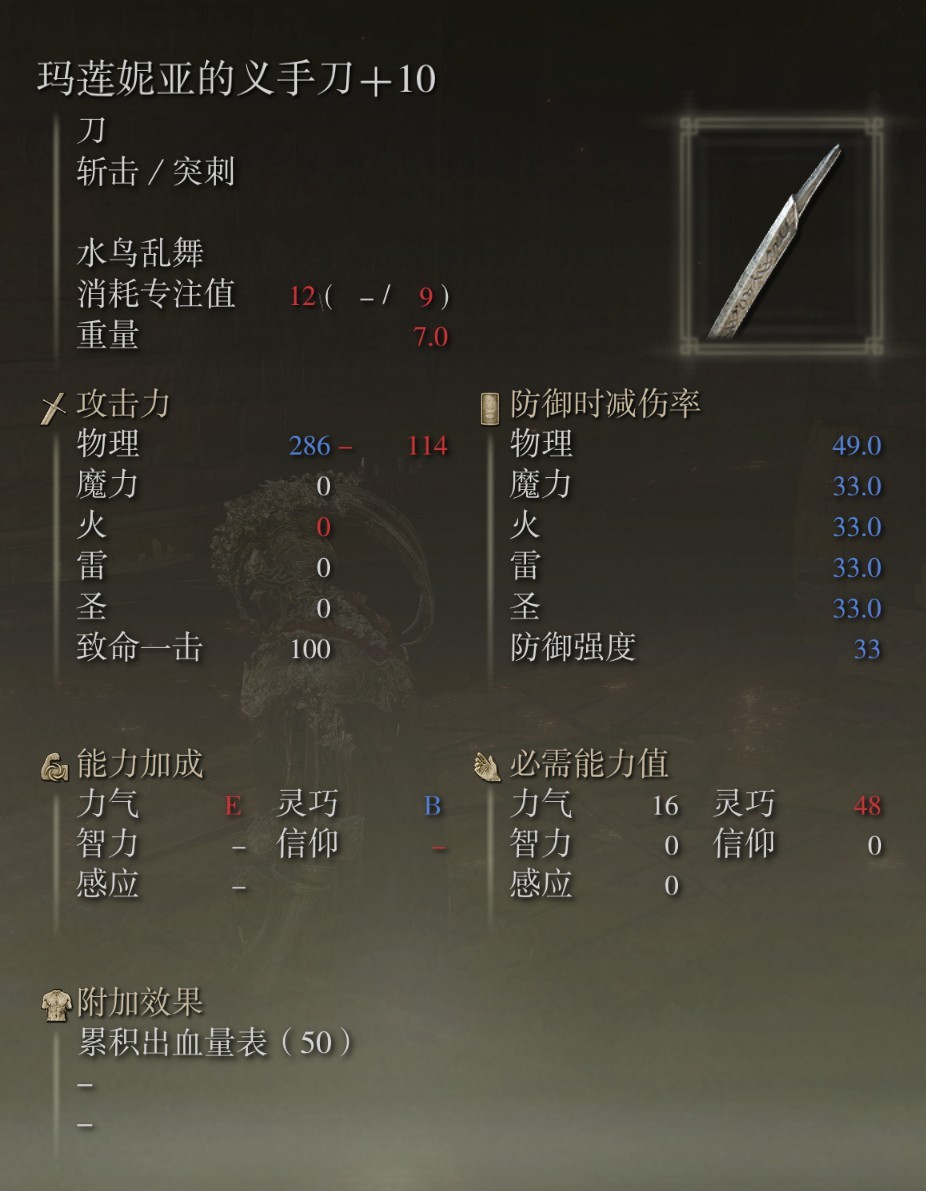 玛莲妮亚的义手刀＋10
刀
斩击 / 突刺
水鸟乱舞
消耗专注值 12 ( – / 9 )
重量 7.0
攻击力
物理 286 – 114
魔力 0
火 0
雷 0
圣 0
致命一击 100
防御时减伤率
物理 49.0
魔力 33.0
火 33.0
雷 33.0
圣 33.0
防御强度 33
能力加成
力气 E 灵巧 B
智力 – 信仰 –
感应 –
必需能力值
力气 16 灵巧 48
智力 0 信仰 0
感应 0
附加效果
累积出血量表（50）
–
–